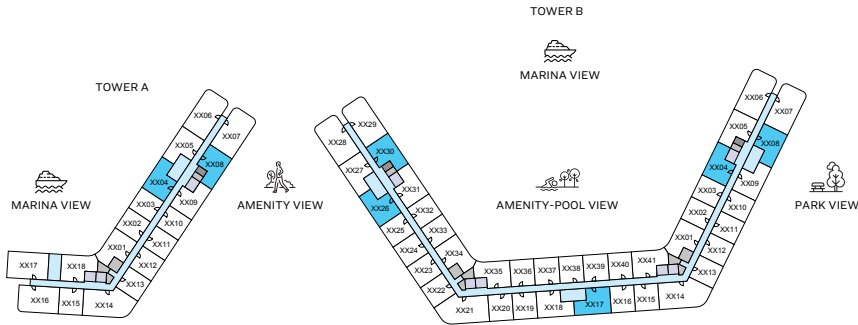 TOWER B
MARINA VIEW
TOWER A
MARINA VIEW
AMENITY VIEW
AMENITY-POOL VIEW
PARK VIEW
XX06
XX07
XX05
XX08
XX04
XX09
XX03
XX10
XX02
XX11
XX01
XX12
XX13
XX17
XX18
XX16
XX15
XX14
XX29
XX28
XX30
XX27
XX31
XX26
XX32
XX25
XX33
XX24
XX34
XX23
XX22
XX21
XX35
XX36
XX37
XX38
XX39
XX40
XX41
XX20
XX19
XX18
XX17
XX16
XX15
XX14
XX06
XX07
XX05
XX08
XX04
XX09
XX03
XX10
XX02
XX11
XX01
XX12
XX13